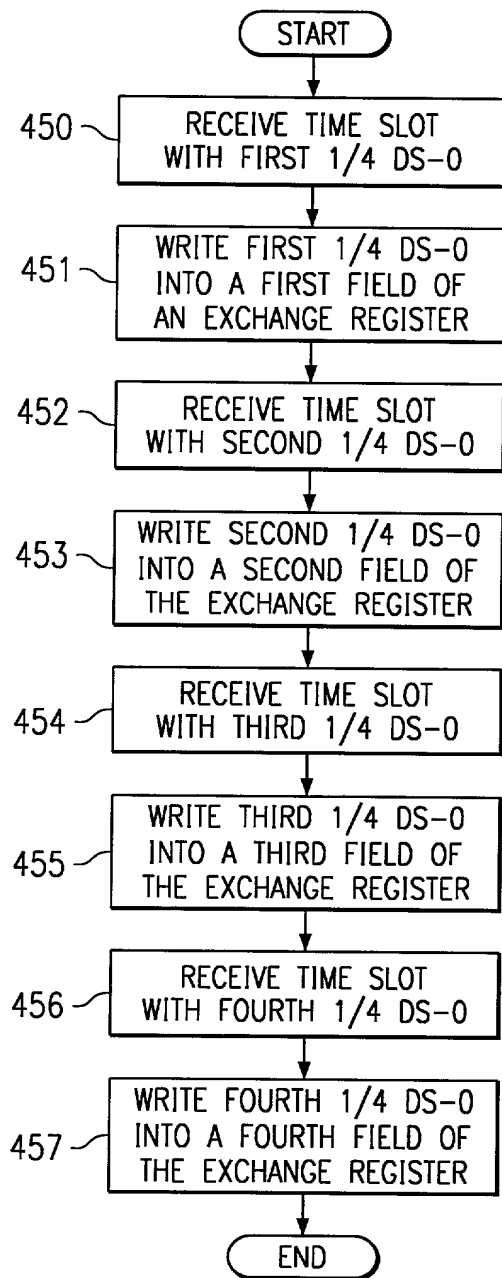 START
450
RECEIVE TIME SLOT
WITH FIRST 1/4 DS-0
451
WRITE FIRST 1/4 DS-0
INTO A FIRST FIELD OF
AN EXCHANGE REGISTER
452
RECEIVE TIME SLOT
WITH SECOND 1/4 DS-0
453
WRITE SECOND 1/4 DS-0
INTO A SECOND FIELD OF
THE EXCHANGE REGISTER
454
RECEIVE TIME SLOT
WITH THIRD 1/4 DS-0
455
WRITE THIRD 1/4 DS-0
INTO A THIRD FIELD OF
THE EXCHANGE REGISTER
456
RECEIVE TIME SLOT
WITH FOURTH 1/4 DS-0
457
WRITE FOURTH 1/4 DS-0
INTO A FOURTH FIELD OF
THE EXCHANGE REGISTER
END